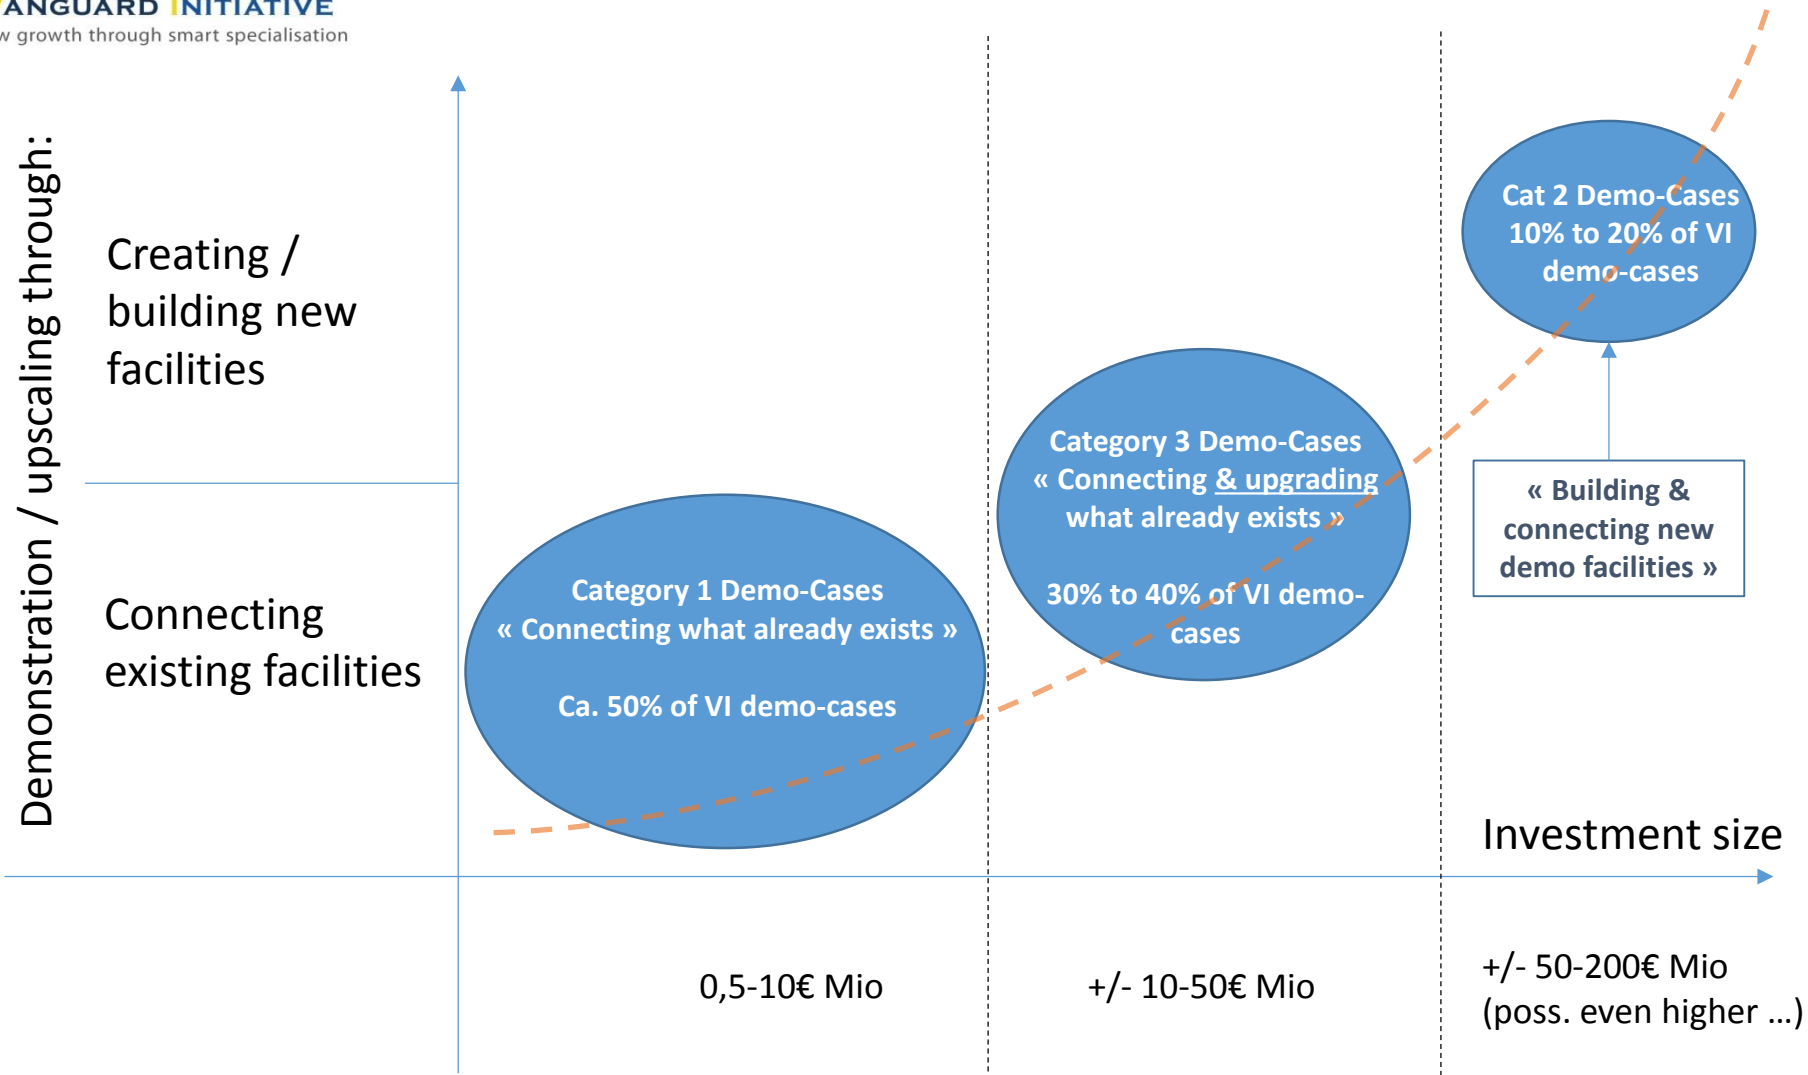 ANGUARD INITIATIVE
w growth through smart specialisation
Demonstration / upscaling through:
Creating /
building new
facilities
Connecting
existing facilities
Category 1 Demo-Cases
« Connecting what already exists »
Ca. 50% of VI demo-cases
Category 3 Demo-Cases
« Connecting & upgrading
what already exists »
30% to 40% of VI demo-
cases
Cat 2 Demo-Cases
10% to 20% of VI
demo-cases
« Building &
connecting new
demo facilities »
Investment size
0,5-10€ Mio
+/- 10-50€ Mio
+/- 50-200€ Mio
(poss. even higher …)